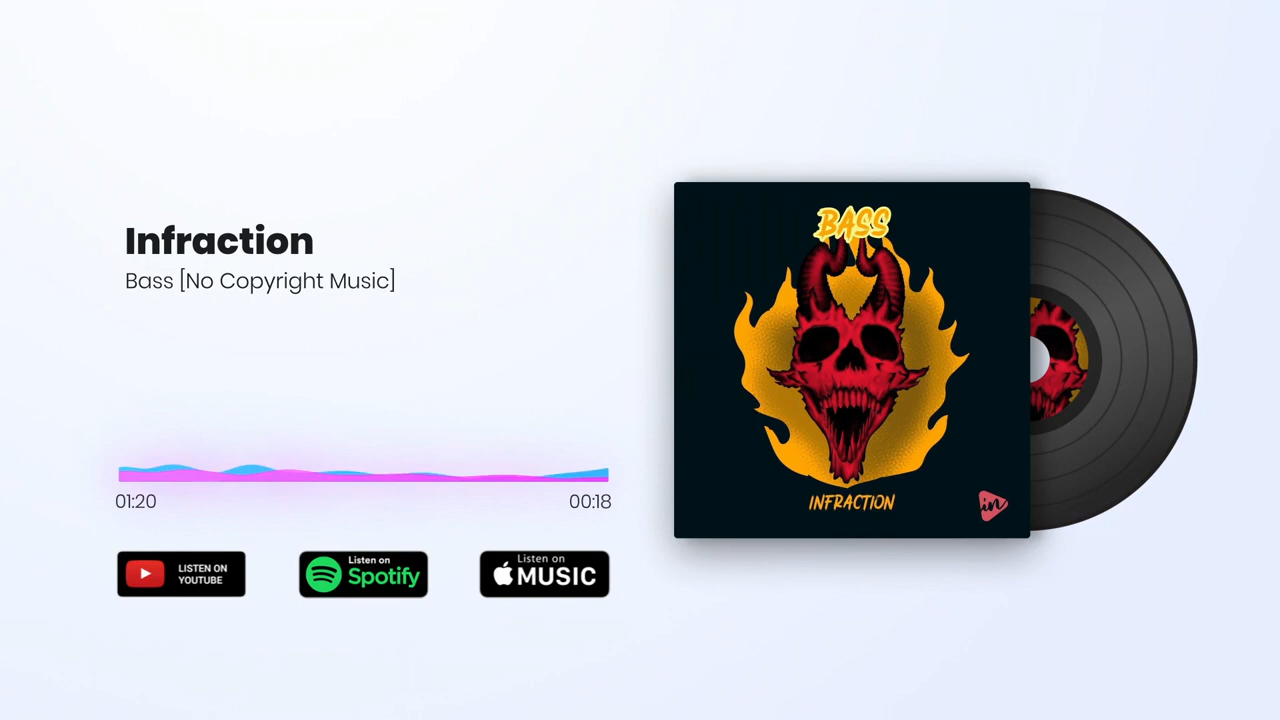 Infraction
Bass [No Copyright Music]
01:20
00:18
LISTEN ON
YOUTUBE
Listen on
Spotify
Listen on
MUSIC
BASS
INFRACTION
in